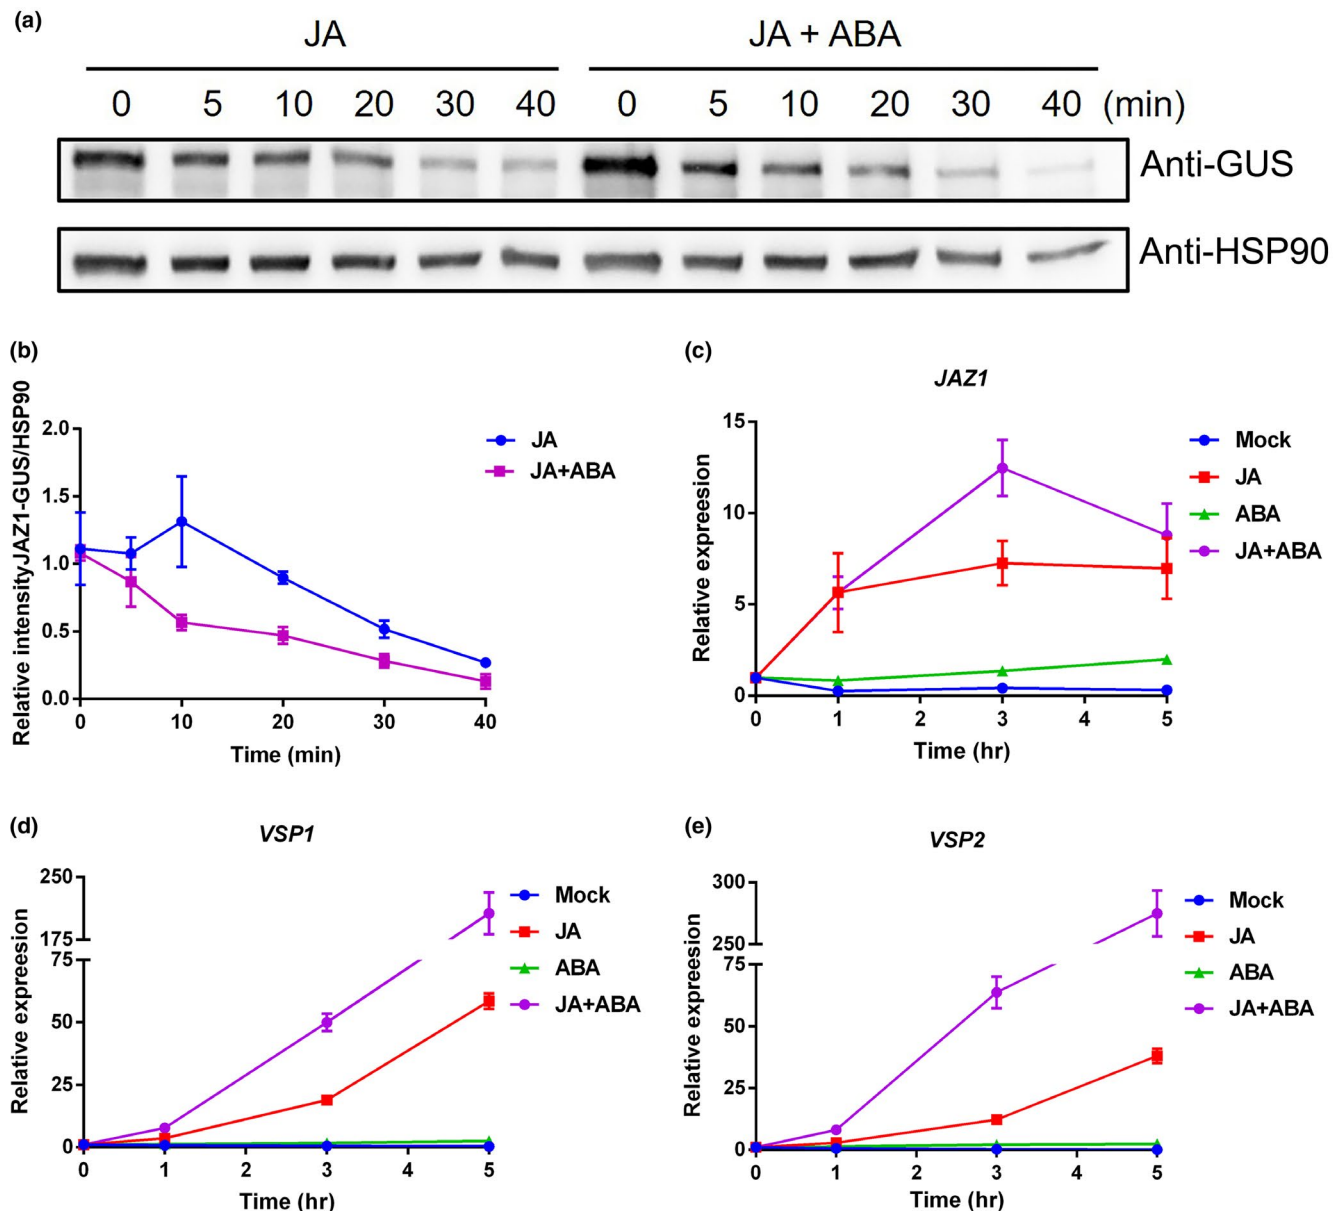 (a)
JA JA + ABA
0 5 10 20 30 40 0 5 10 20 30 40 (min)
Anti-GUS
Anti-HSP90
(b)
Relative intensityJAZ1-GUS/HSP90
2.0
1.5
1.0
0.5
0.0
0 10 20 30 40
Time (min)
JA
JA+ABA
(c)
JAZ1
Relative expreesion
15
10
5
0
0 1 2 3 4 5
Time (hr)
Mock
JA
ABA
JA+ABA
(d)
VSP1
Relative expreesion
250
175
75
50
25
0
0 1 2 3 4 5
Time (hr)
Mock
JA
ABA
JA+ABA
(e)
VSP2
Relative expreesion
300
250
75
50
25
0
0 1 2 3 4 5
Time (hr)
Mock
JA
ABA
JA+ABA